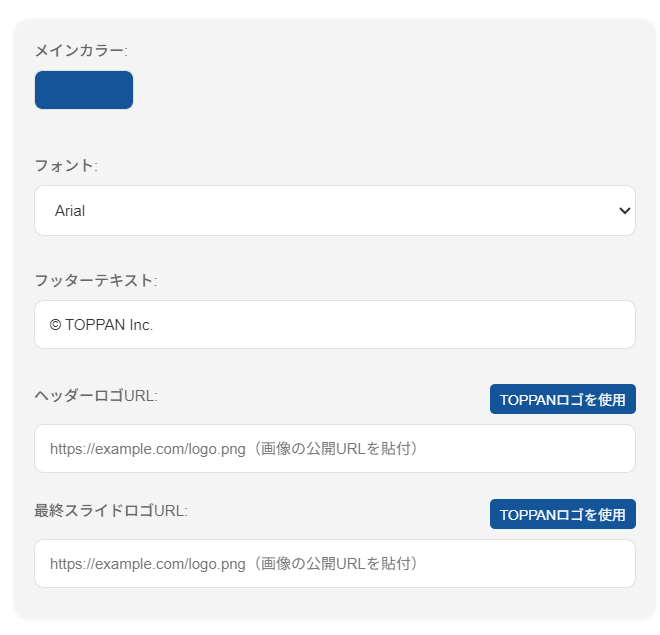 メインカラー:
フォント:
Arial
フッターテキスト:
© TOPPAN Inc.
ヘッダーロゴURL:
TOPPANロゴを使用
https://example.com/logo.png（画像の公開URLを貼付）
最終スライドロゴURL:
TOPPANロゴを使用
https://example.com/logo.png（画像の公開URLを貼付）